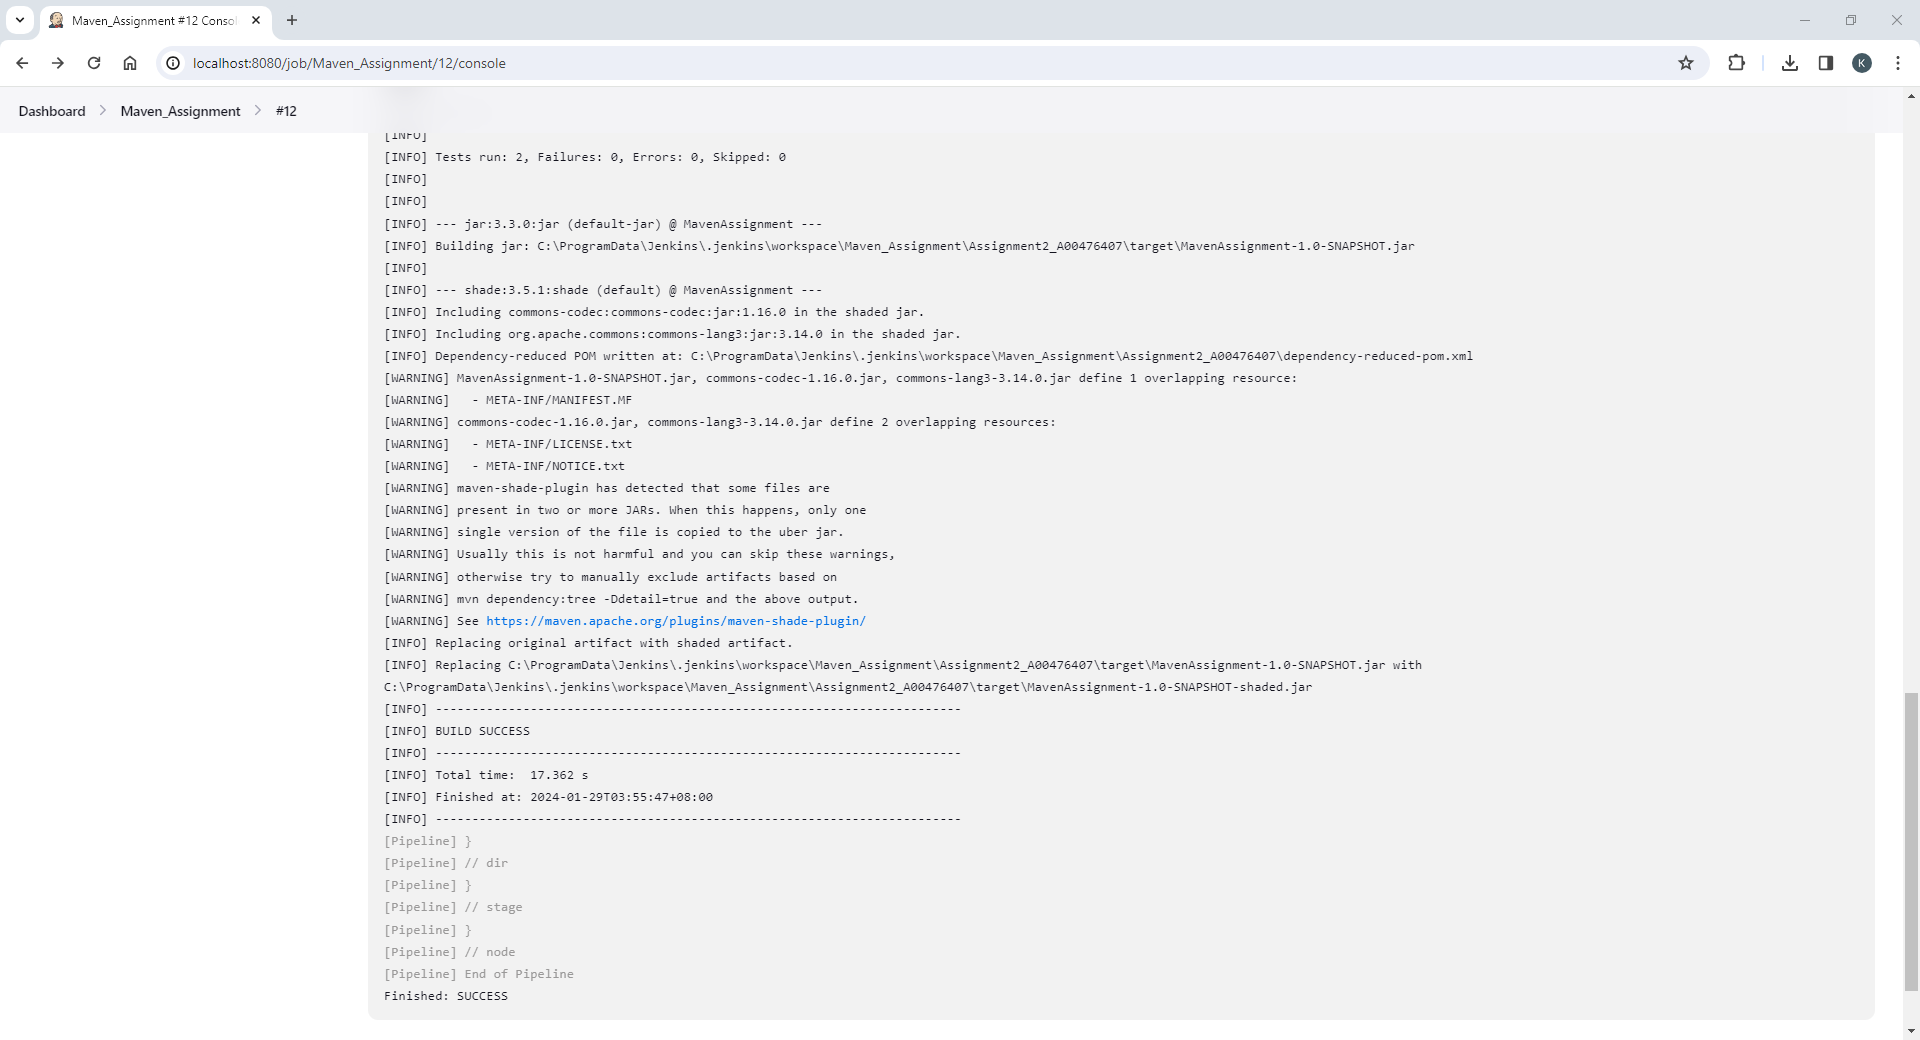 Maven_Assignment #12 Conso
localhost:8080/job/Maven_Assignment/12/console
K
Dashboard
Maven_Assignment
#12
[INFO]
[INFO] Tests run: 2, Failures: 0, Errors: 0, Skipped: 0
[INFO]
[INFO]
[INFO] --- jar:3.3.0:jar (default-jar) @ MavenAssignment ---
[INFO] Building jar: C:\ProgramData\Jenkins\.jenkins\workspace\Maven_Assignment\Assignment2_A00476407\target\MavenAssignment-1.0-SNAPSHOT.jar
[INFO]
[INFO] --- shade:3.5.1:shade (default) @ MavenAssignment ---
[INFO] Including commons-codec:commons-codec:jar:1.16.0 in the shaded jar.
[INFO] Including org.apache.commons:commons-lang3:jar:3.14.0 in the shaded jar.
[INFO] Dependency-reduced POM written at: C:\ProgramData\Jenkins\.jenkins\workspace\Maven_Assignment\Assignment2_A00476407\dependency-reduced-pom.xml
[WARNING] MavenAssignment-1.0-SNAPSHOT.jar, commons-codec-1.16.0.jar, commons-lang3-3.14.0.jar define 1 overlapping resource:
[WARNING]   - META-INF/MANIFEST.MF
[WARNING] commons-codec-1.16.0.jar, commons-lang3-3.14.0.jar define 2 overlapping resources:
[WARNING]   - META-INF/LICENSE.txt
[WARNING]   - META-INF/NOTICE.txt
[WARNING] maven-shade-plugin has detected that some files are
[WARNING] present in two or more JARs. When this happens, only one
[WARNING] single version of the file is copied to the uber jar.
[WARNING] Usually this is not harmful and you can skip these warnings,
[WARNING] otherwise try to manually exclude artifacts based on
[WARNING] mvn dependency:tree -Ddetail=true and the above output.
[WARNING] See https://maven.apache.org/plugins/maven-shade-plugin/
[INFO] Replacing original artifact with shaded artifact.
[INFO] Replacing C:\ProgramData\Jenkins\.jenkins\workspace\Maven_Assignment\Assignment2_A00476407\target\MavenAssignment-1.0-SNAPSHOT.jar with
C:\ProgramData\Jenkins\.jenkins\workspace\Maven_Assignment\Assignment2_A00476407\target\MavenAssignment-1.0-SNAPSHOT-shaded.jar
[INFO] ------------------------------------------------------------------------
[INFO] BUILD SUCCESS
[INFO] ------------------------------------------------------------------------
[INFO] Total time:  17.362 s
[INFO] Finished at: 2024-01-29T03:55:47+08:00
[INFO] ------------------------------------------------------------------------
[Pipeline] }
[Pipeline] // dir
[Pipeline] }
[Pipeline] // stage
[Pipeline] }
[Pipeline] // node
[Pipeline] End of Pipeline
Finished: SUCCESS